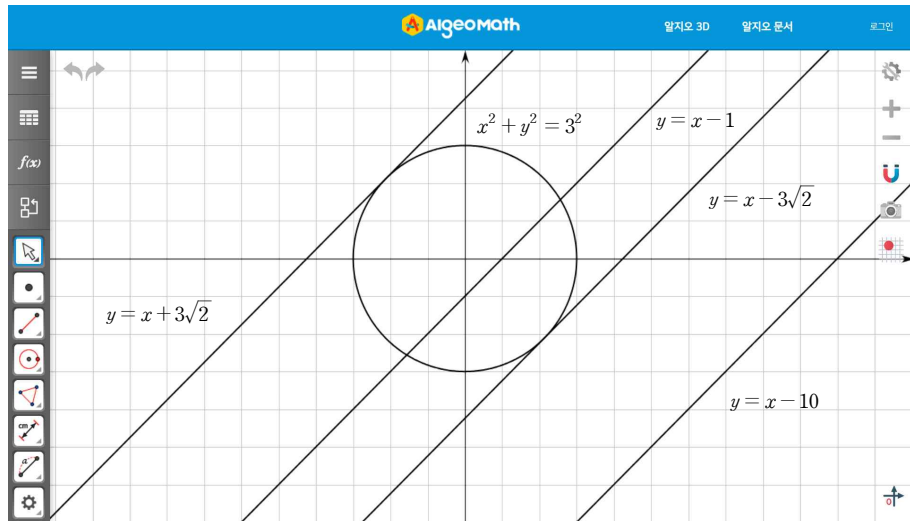 AlgeoMath
알지오 3D 알지오 문서 로그인
x² + y² = 3²
y = x − 1
f(x)
y = x − 3√2
y = x + 3√2
y = x − 10
cm
a°
0